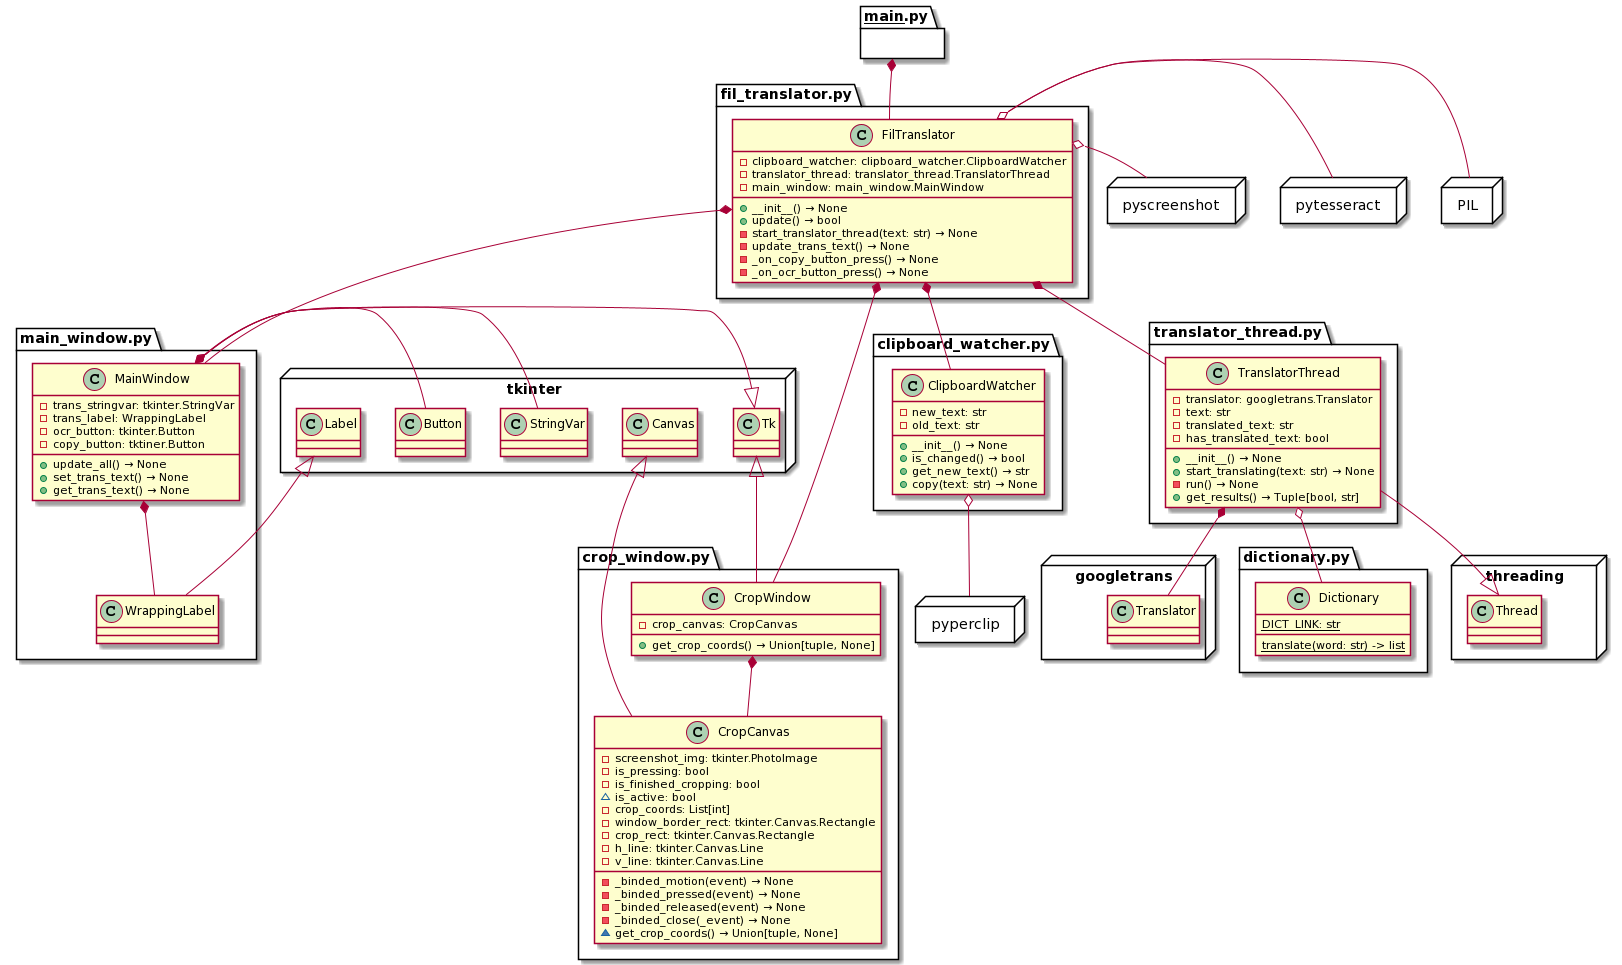 main.py
fil_translator.py
C FilTranslator
clipboard_watcher: clipboard_watcher.ClipboardWatcher
translator_thread: translator_thread.TranslatorThread
main_window: main_window.MainWindow
__init__() → None
update() → bool
start_translator_thread(text: str) → None
update_trans_text() → None
_on_copy_button_press() → None
_on_ocr_button_press() → None
pyscreenshot
pytesseract
PIL
main_window.py
C MainWindow
trans_stringvar: tkinter.StringVar
trans_label: WrappingLabel
ocr_button: tkinter.Button
copy_button: tktiner.Button
update_all() → None
set_trans_text() → None
get_trans_text() → None
C WrappingLabel
tkinter
C Label
C Button
C StringVar
C Canvas
C Tk
clipboard_watcher.py
C ClipboardWatcher
new_text: str
old_text: str
__init__() → None
is_changed() → bool
get_new_text() → str
copy(text: str) → None
translator_thread.py
C TranslatorThread
translator: googletrans.Translator
text: str
translated_text: str
has_translated_text: bool
__init__() → None
start_translating(text: str) → None
run() → None
get_results() → Tuple[bool, str]
crop_window.py
C CropWindow
crop_canvas: CropCanvas
get_crop_coords() → Union[tuple, None]
C CropCanvas
screenshot_img: tkinter.PhotoImage
is_pressing: bool
is_finished_cropping: bool
is_active: bool
crop_coords: List[int]
window_border_rect: tkinter.Canvas.Rectangle
crop_rect: tkinter.Canvas.Rectangle
h_line: tkinter.Canvas.Line
v_line: tkinter.Canvas.Line
_binded_motion(event) → None
_binded_pressed(event) → None
_binded_released(event) → None
_binded_close(_event) → None
get_crop_coords() → Union[tuple, None]
pyperclip
googletrans
C Translator
dictionary.py
C Dictionary
DICT_LINK: str
translate(word: str) -> list
threading
C Thread